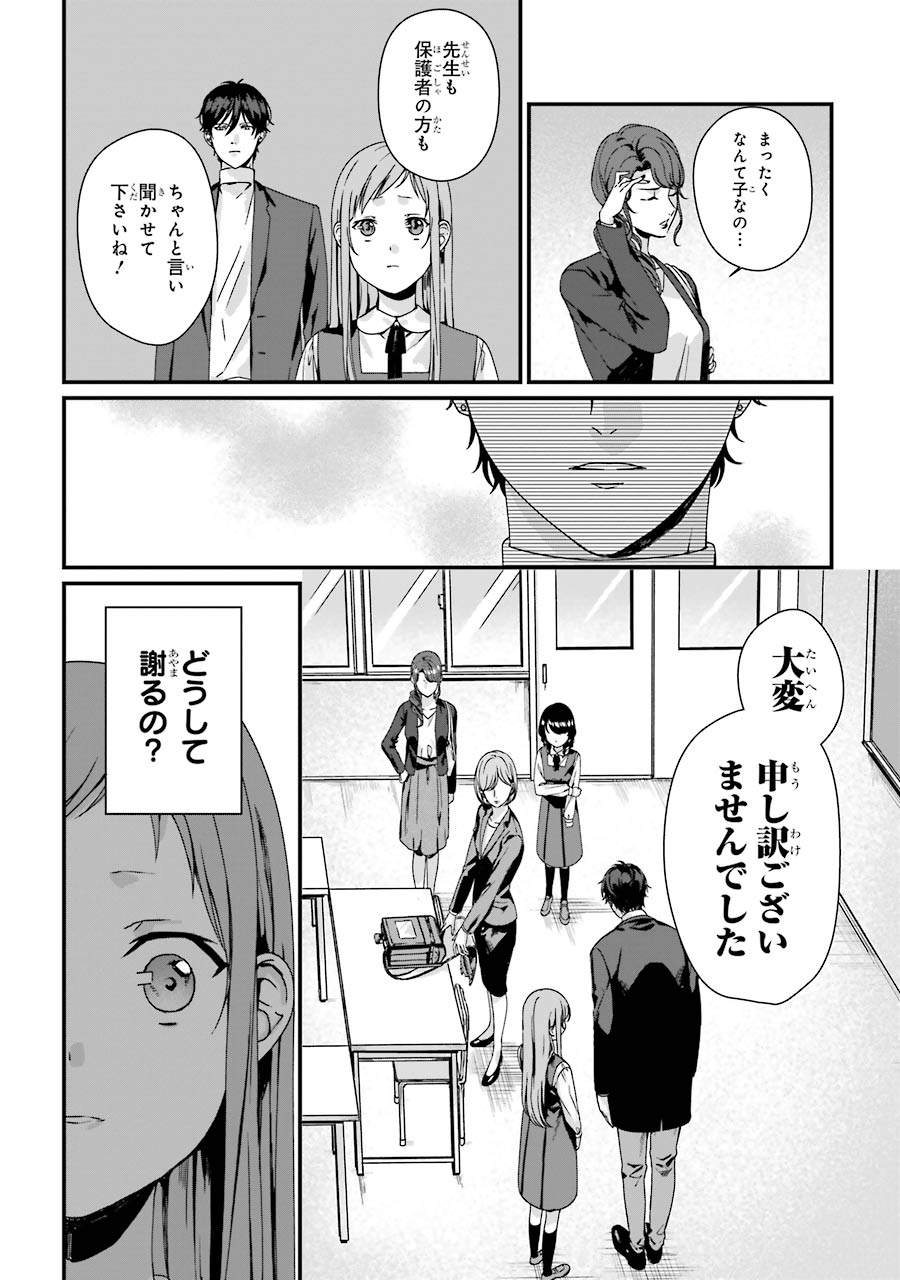 まったく
なんて子なの…
先生も
保護者の方も
ちゃんと言い
聞かせて
下さいね！
大変
申し訳ござい
ませんでした
どうして
謝るの？